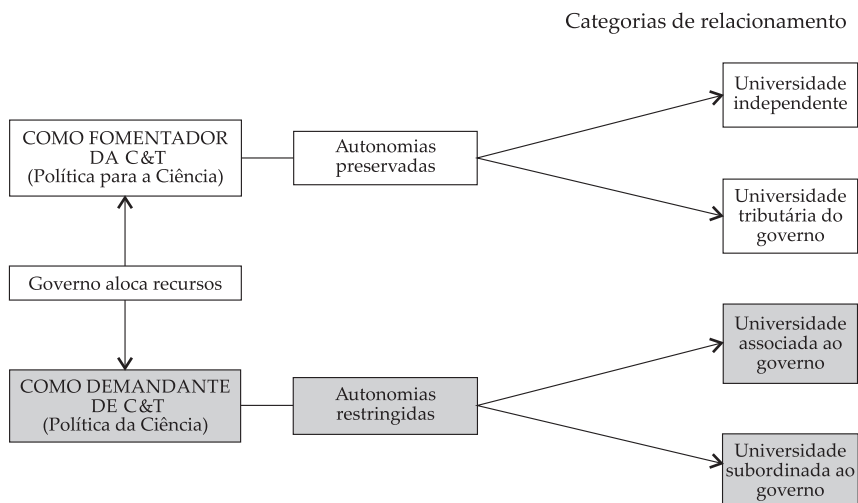 Categorias de relacionamento
Universidade
independente
COMO FOMENTADOR
DA C&T
(Política para a Ciência)
Autonomias
preservadas
Universidade
tributária do
governo
Governo aloca recursos
Universidade
associada ao
governo
COMO DEMANDANTE
DE C&T
(Política da Ciência)
Autonomias
restringidas
Universidade
subordinada ao
governo